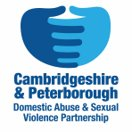 Cambridgeshire
& Peterborough
Domestic Abuse & Sexual
Violence Partnership